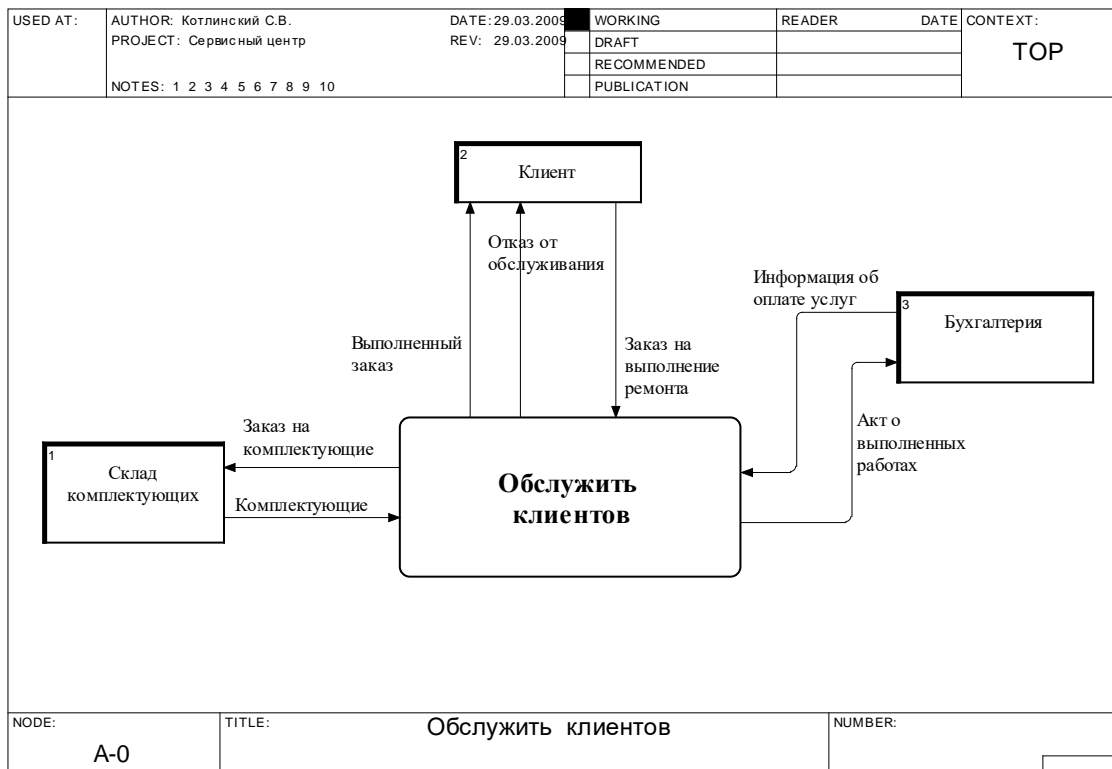 USED AT:
AUTHOR: Котлинский С.В.
DATE: 29.03.2009
PROJECT: Сервисный центр
REV: 29.03.2009
NOTES: 1 2 3 4 5 6 7 8 9 10
WORKING
DRAFT
RECOMMENDED
PUBLICATION
READER
DATE
CONTEXT:
TOP
2
Клиент
Отказ от
обслуживания
Информация об
оплате услуг
3
Бухгалтерия
Выполненный
заказ
Заказ на
выполнение
ремонта
Заказ на
комплектующие
Акт о
выполненных
работах
1
Склад
комплектующих
Комплектующие
Обслужить
клиентов
NODE:
A-0
TITLE:
Обслужить клиентов
NUMBER: